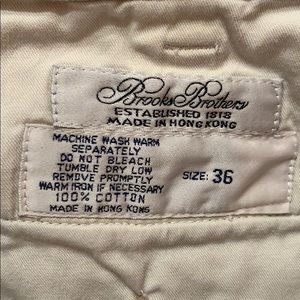 Brooks Brothers
ESTABLISHED 1818
MADE IN HONG KONG
MACHINE WASH WARM
SEPARATELY
DO NOT BLEACH
TUMBLE DRY LOW
REMOVE PROMPTLY
WARM IRON IF NECESSARY
100% COTTON
MADE IN HONG KONG
SIZE: 36